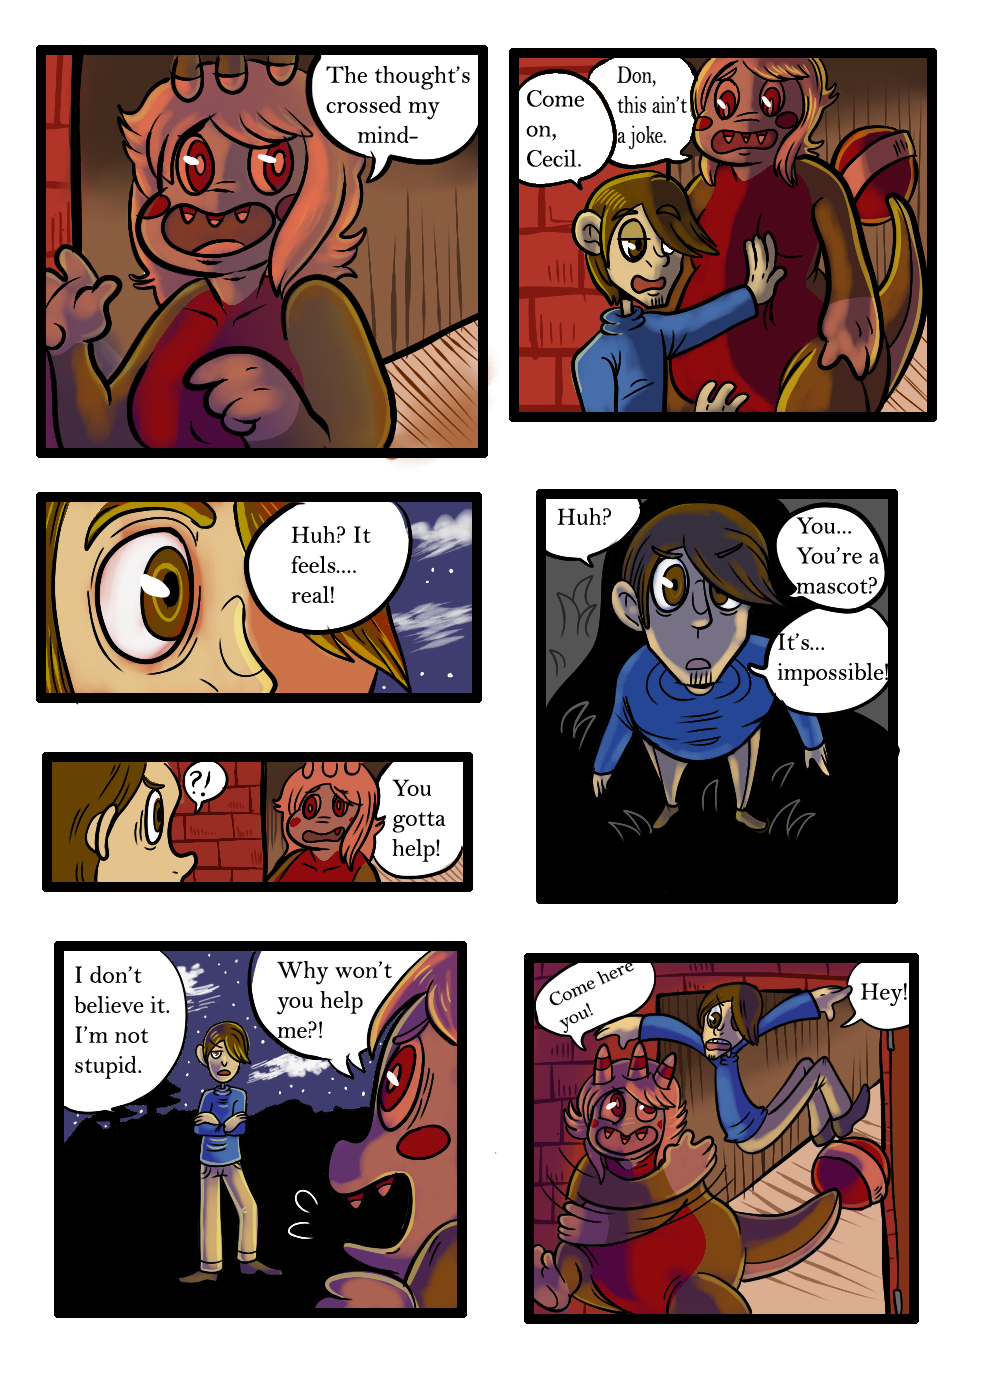 The thought's
crossed my
mind-
Come
on,
Cecil.
Don,
this ain't
a joke.
Huh? It
feels....
real!
Huh?
You...
You're a
mascot?
It's...
impossible!
?!
You
gotta
help!
I don't
believe it.
I'm not
stupid.
Why won't
you help
me?!
Come here
you!
Hey!